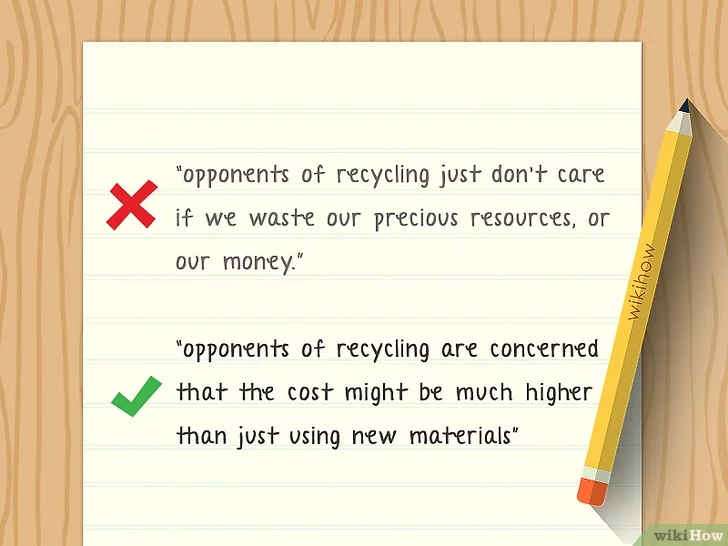 "opponents of recycling just don't care
if we waste our precious resources, or
our money."
"opponents of recycling are concerned
that the cost might be much higher
than just using new materials"
wikihow
wikiHow